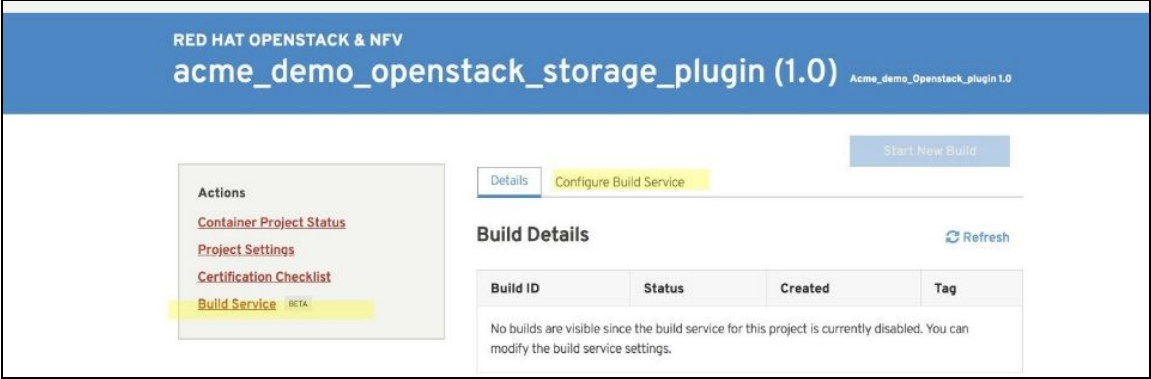 RED HAT OPENSTACK & NFV
acme_demo_openstack_storage_plugin (1.0) Acme_demo_Openstack_plugin 1.0
Start New Build
Actions
Container Project Status
Project Settings
Certification Checklist
Build Service BETA
Details Configure Build Service
Build Details
Refresh
Build ID Status Created Tag
No builds are visible since the build service for this project is currently disabled. You can
modify the build service settings.